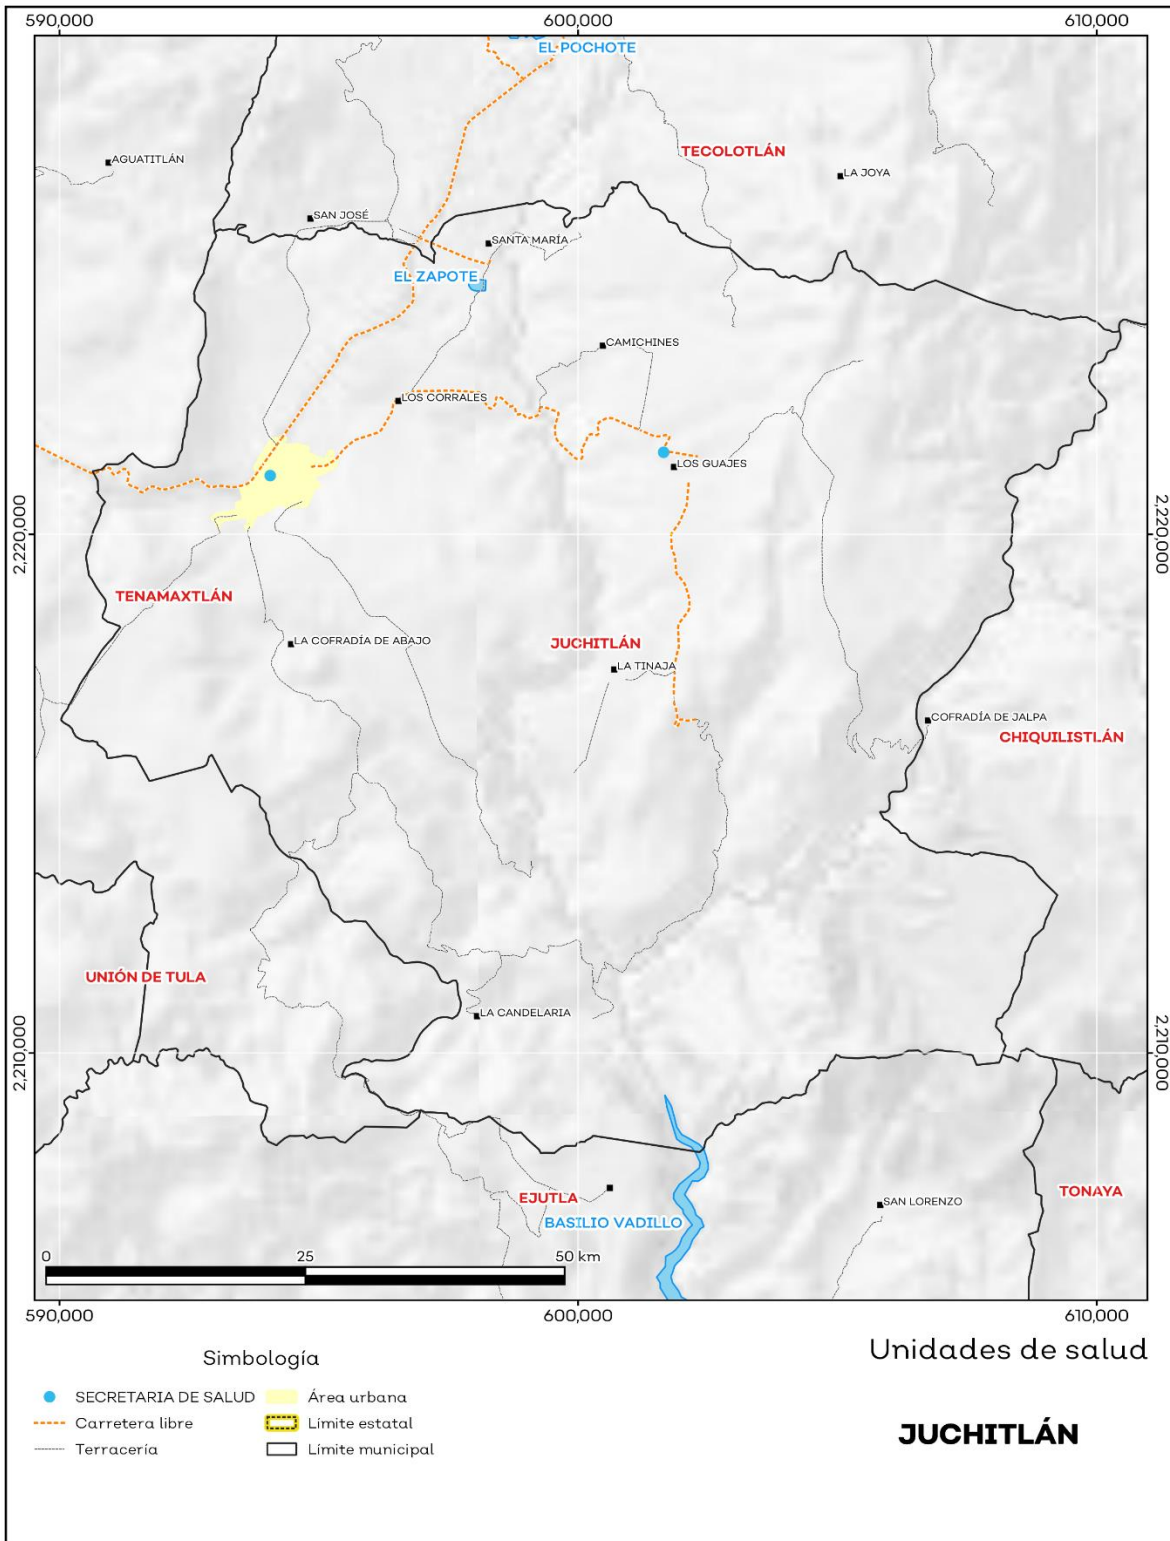 590,000
600,000
610,000
EL POCHOTE
TECOLOTLÁN
AGUATITLÁN
LA JOYA
SAN JOSÉ
SANTA MARÍA
EL ZAPOTE
CAMICHINES
LOS CORRALES
LOS GUAJES
2,220,000
2,220,000
TENAMAXTLÁN
LA COFRADÍA DE ABAJO
JUCHITLÁN
LA TINAJA
COFRADÍA DE JALPA
CHIQUILISTLÁN
UNIÓN DE TULA
LA CANDELARIA
2,210,000
2,210,000
EJUTLA
TONAYA
SAN LORENZO
BASILIO VADILLO
0
25
50 km
590,000
600,000
610,000
Simbología
SECRETARIA DE SALUD
Área urbana
Carretera libre
Límite estatal
Terracería
Límite municipal
Unidades de salud
JUCHITLÁN